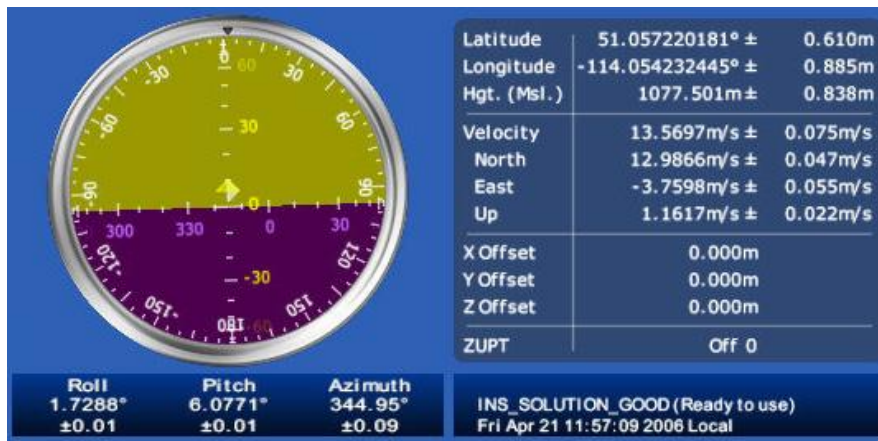 Latitude 51.057220181° ± 0.610m
Longitude -114.054232445° ± 0.885m
Hgt. (Msl.) 1077.501m ± 0.838m
Velocity 13.5697m/s ± 0.075m/s
North 12.9866m/s ± 0.047m/s
East -3.7598m/s ± 0.055m/s
Up 1.1617m/s ± 0.022m/s
X Offset 0.000m
Y Offset 0.000m
Z Offset 0.000m
ZUPT Off 0
0
-30 30
-60 60
-90 90
-120 120
-150 150
180
60
30
0
300 330 0 30
-30
-60
Roll Pitch Azimuth
1.7288° 6.0771° 344.95°
±0.01 ±0.01 ±0.09
INS_SOLUTION_GOOD (Ready to use)
Fri Apr 21 11:57:09 2006 Local